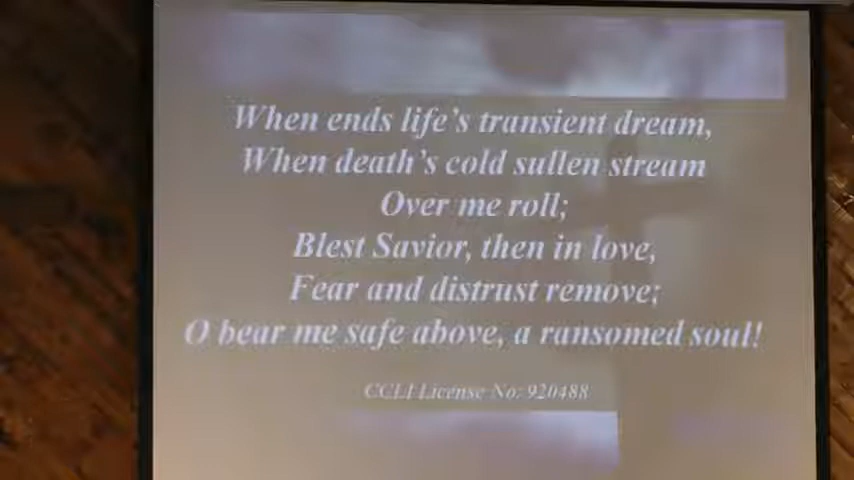 When ends life's transient dream,
When death's cold sullen stream
Over me roll;
Blest Savior, then in love,
Fear and distrust remove;
O bear me safe above, a ransomed soul!
CCLI License No: 920488